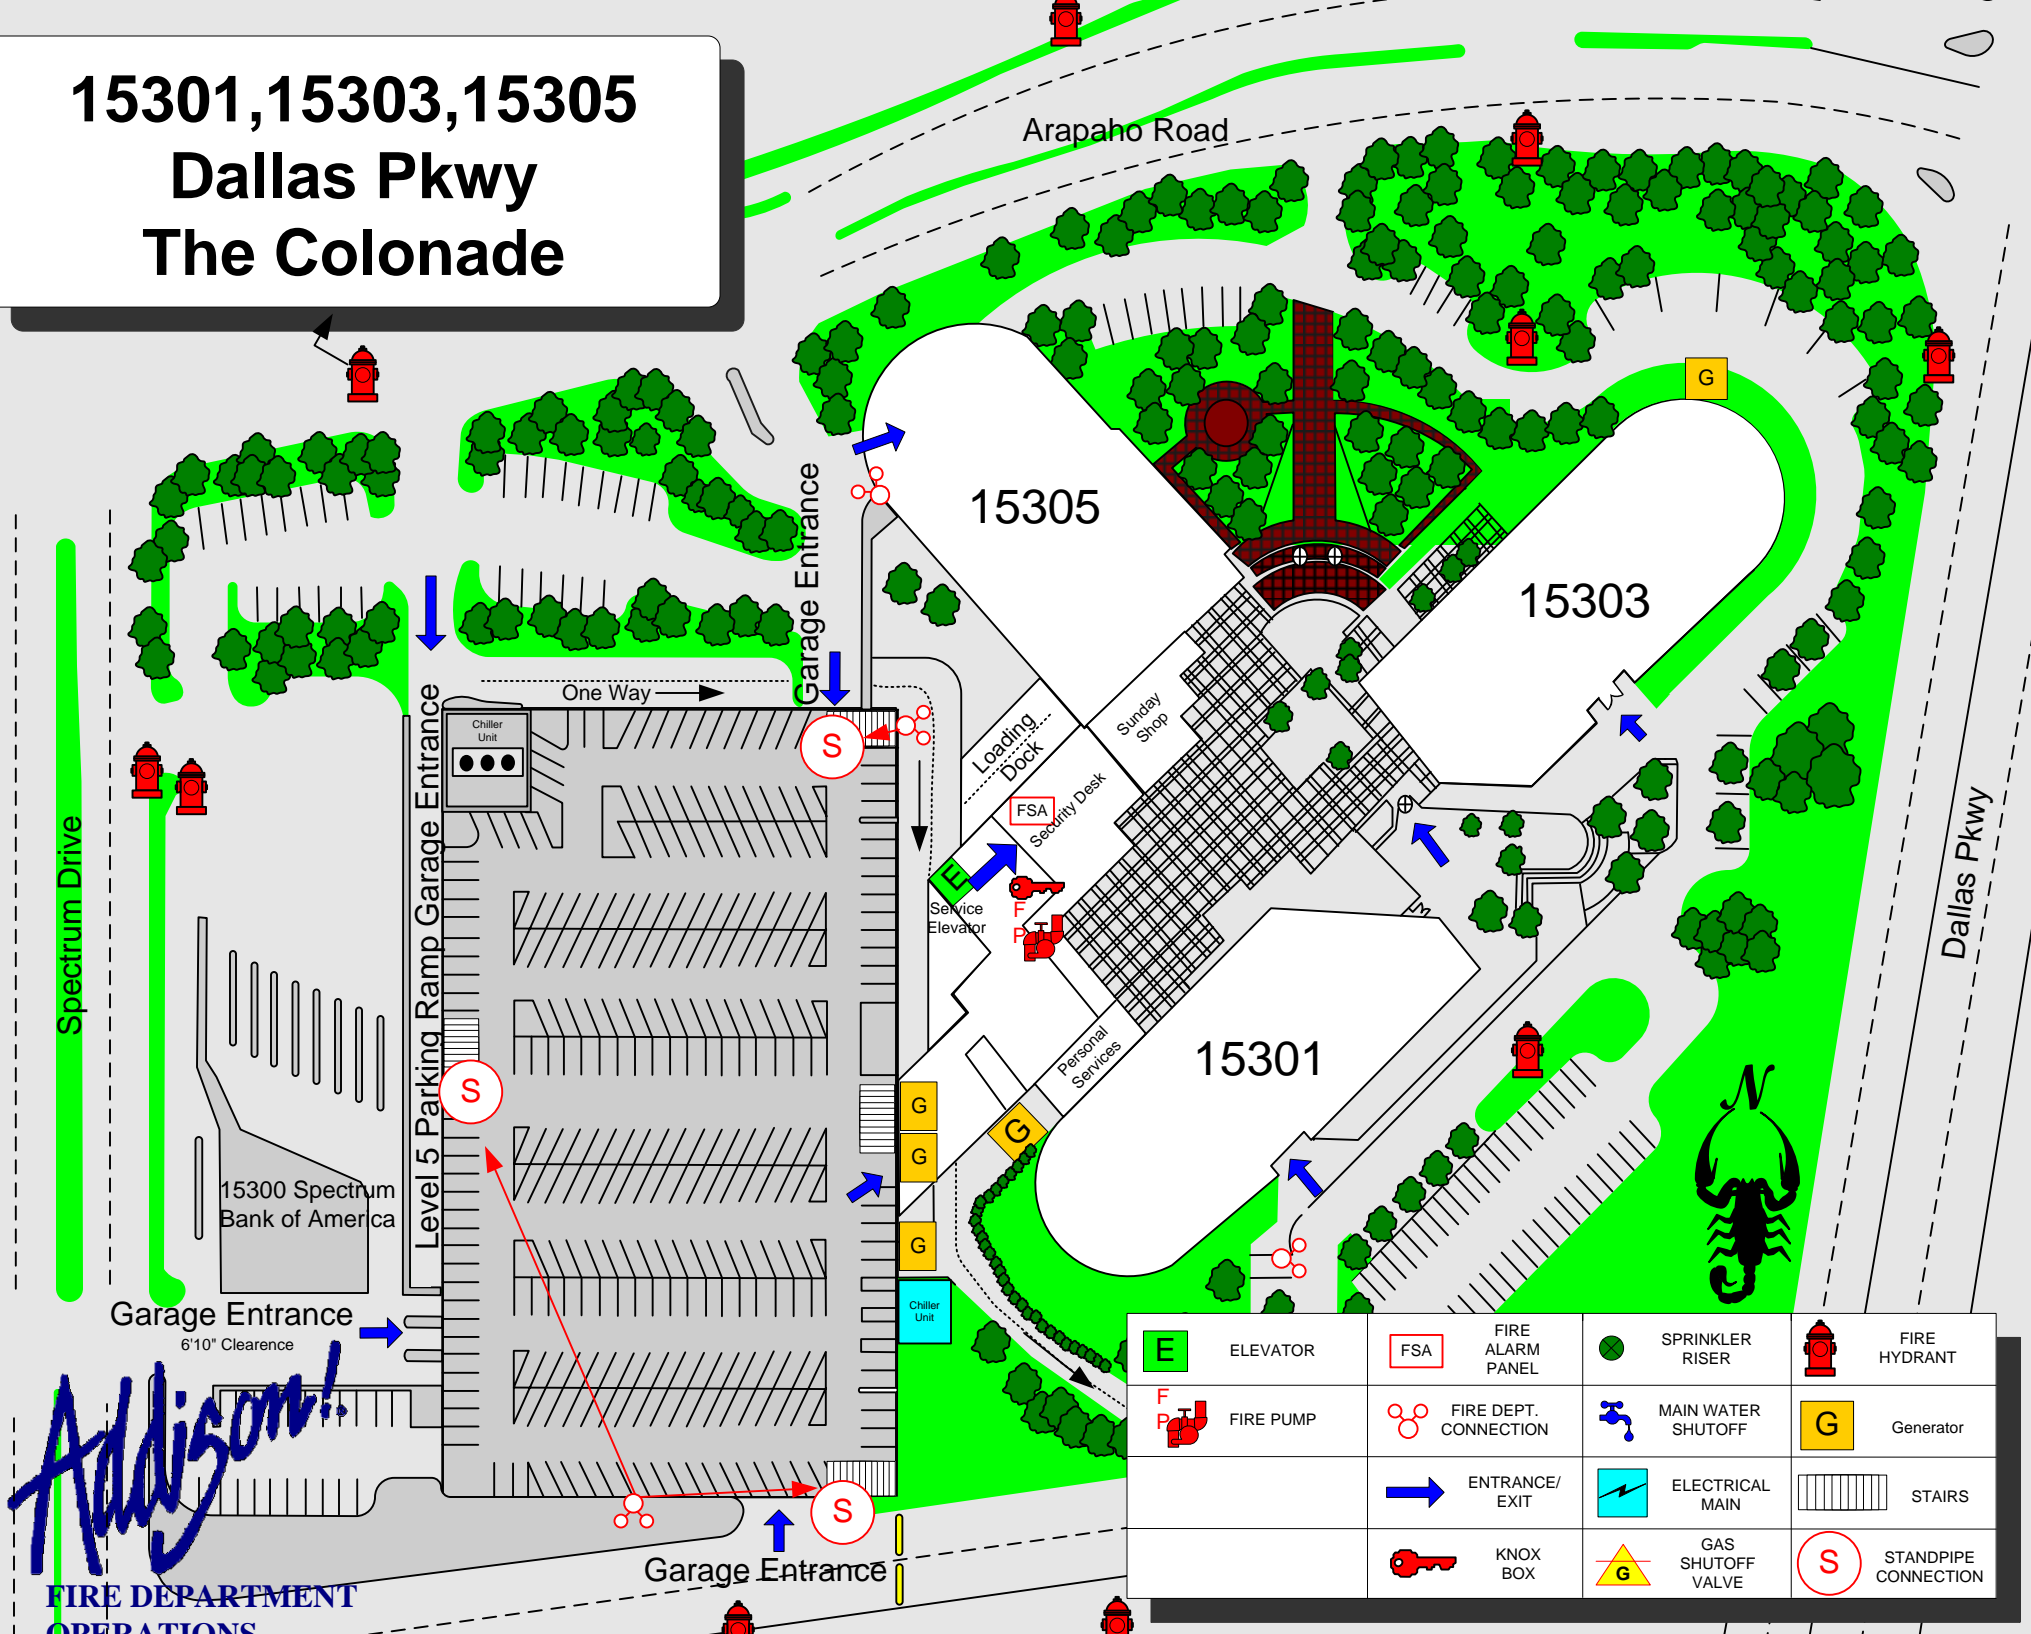 15301,15303,15305
Dallas Pkwy
The Colonade
Arapaho Road
G
15305
15303
15301
Garage Entrance
One Way
Chiller
Unit
S
Loading
Dock
Sunday
Shop
FSA
Security Desk
E
Service
Elevator
F
P
Personal
Services
Level 5 Parking Ramp Garage Entrance
Spectrum Drive
Dallas Pkwy
S
G
G
G
G
15300 Spectrum
Bank of America
Chiller
Unit
N
Garage Entrance
6'10" Clearence
S
Garage Entrance
Addison!
FIRE DEPARTMENT
OPERATIONS
E
ELEVATOR
FSA
FIRE
ALARM
PANEL
SPRINKLER
RISER
FIRE
HYDRANT
F
P
FIRE PUMP
FIRE DEPT.
CONNECTION
MAIN WATER
SHUTOFF
G
Generator
ENTRANCE/
EXIT
ELECTRICAL
MAIN
STAIRS
KNOX
BOX
G
GAS
SHUTOFF
VALVE
S
STANDPIPE
CONNECTION